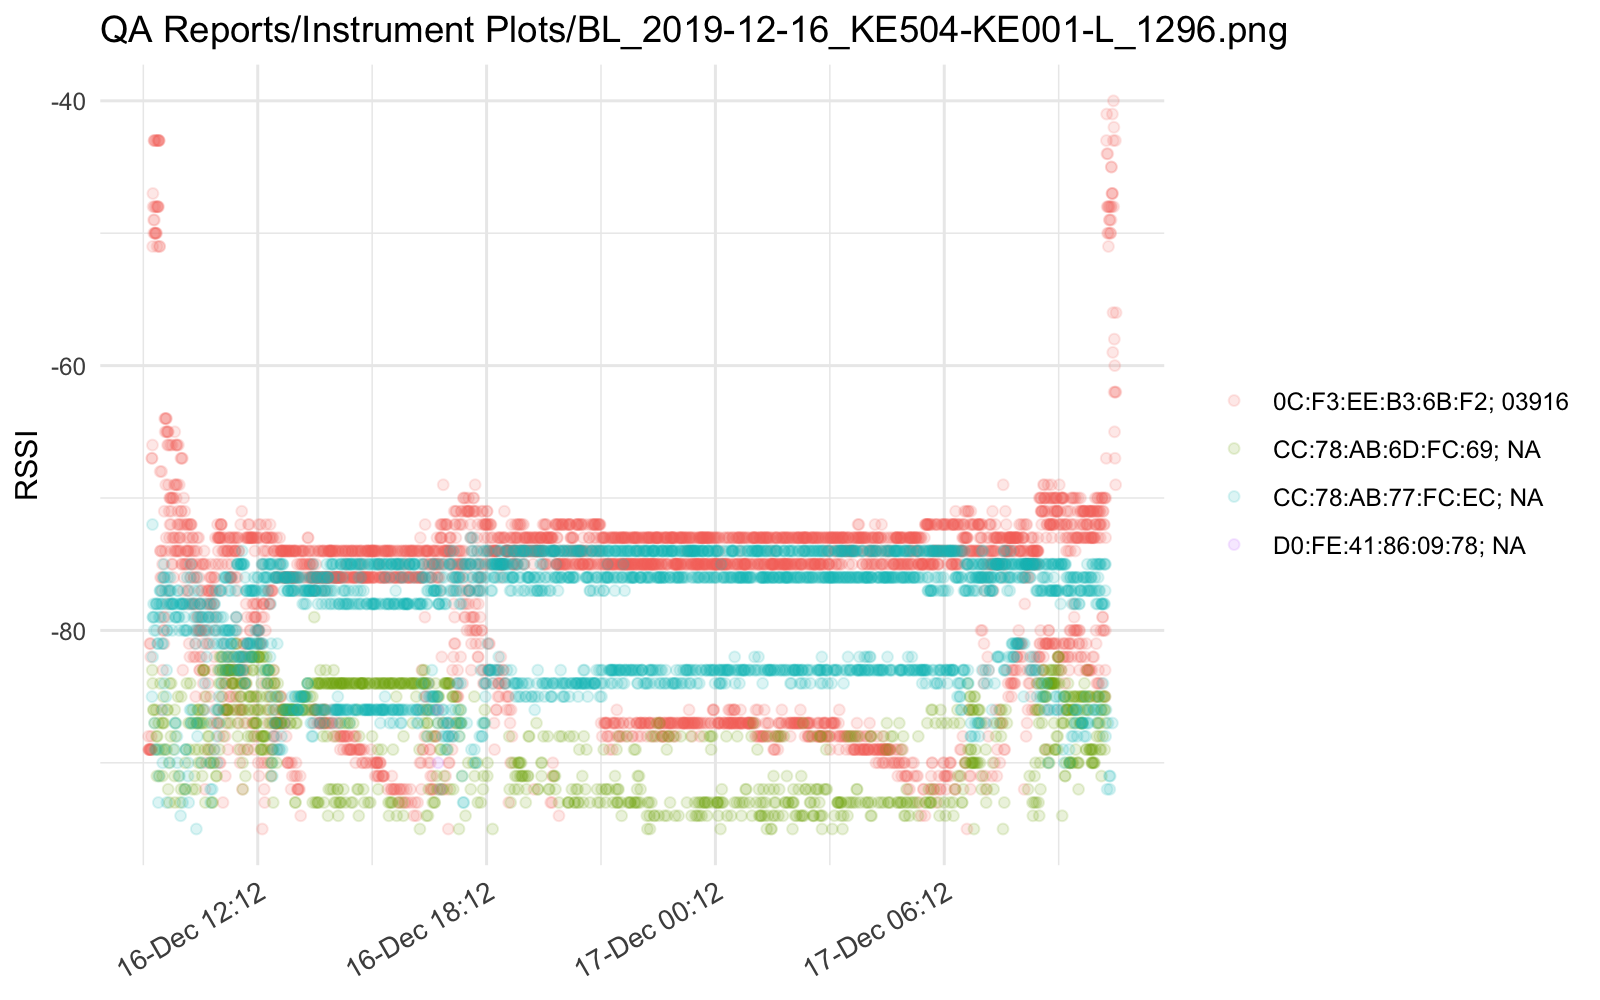 QA Reports/Instrument Plots/BL_2019-12-16_KE504-KE001-L_1296.png
-40
-60
-80
RSSI
0C:F3:EE:B3:6B:F2; 03916
CC:78:AB:6D:FC:69; NA
CC:78:AB:77:FC:EC; NA
D0:FE:41:86:09:78; NA
16-Dec 12:12
16-Dec 18:12
17-Dec 00:12
17-Dec 06:12